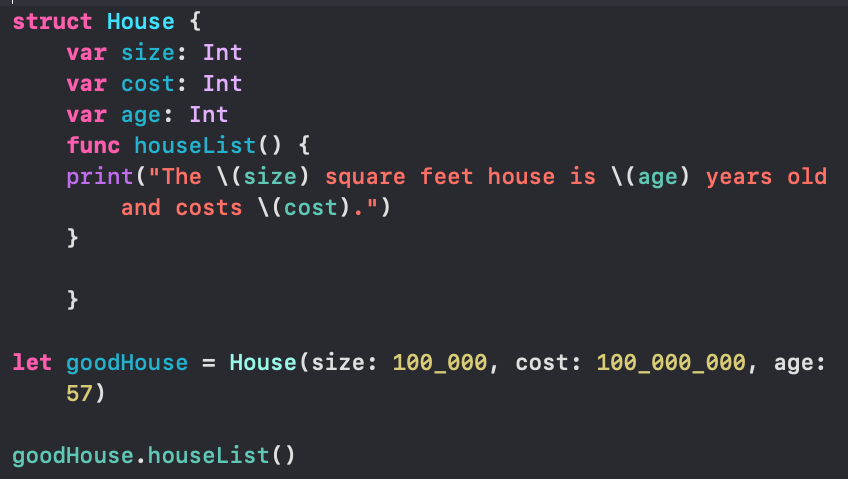 struct House {
    var size: Int
    var cost: Int
    var age: Int
    func houseList() {
    print("The \(size) square feet house is \(age) years old
        and costs \(cost).")
    }

    }

let goodHouse = House(size: 100_000, cost: 100_000_000, age:
    57)

goodHouse.houseList()